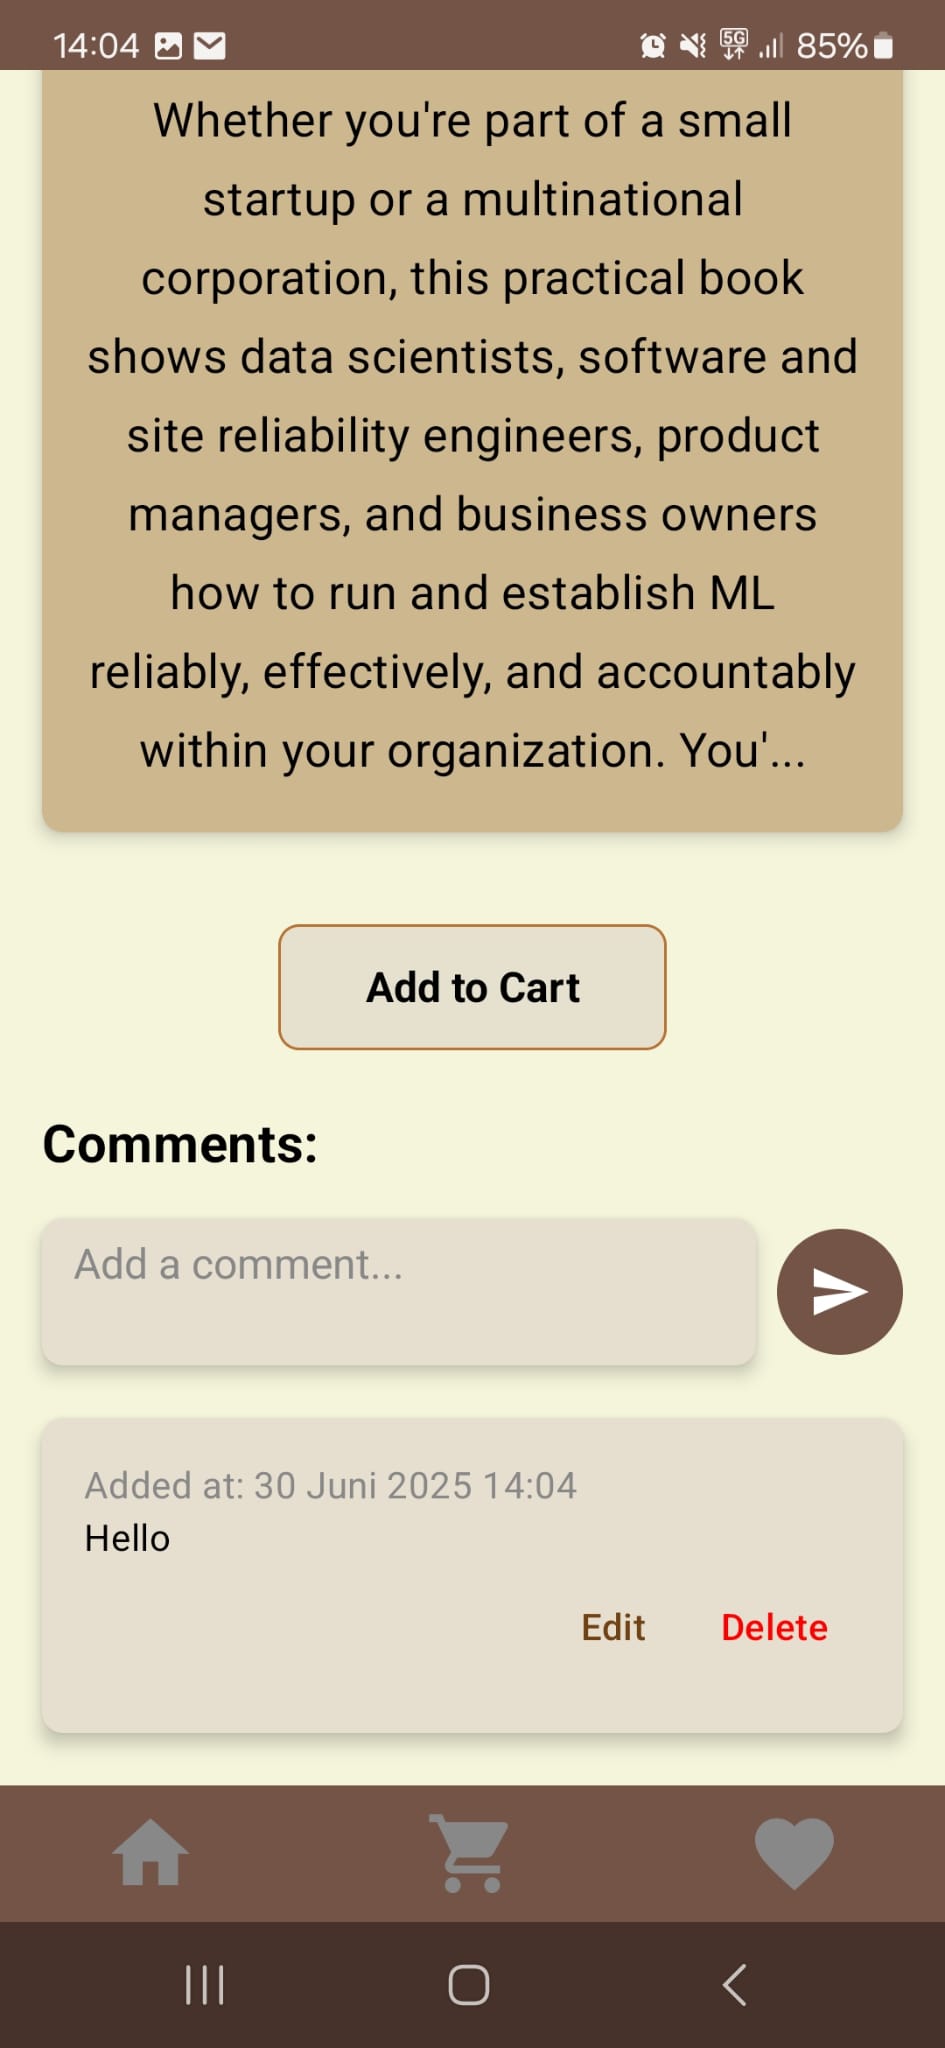 14:04 5G 85%
Whether you're part of a small
startup or a multinational
corporation, this practical book
shows data scientists, software and
site reliability engineers, product
managers, and business owners
how to run and establish ML
reliably, effectively, and accountably
within your organization. You'...
Add to Cart
Comments:
Add a comment...
Added at: 30 Juni 2025 14:04
Hello
Edit Delete